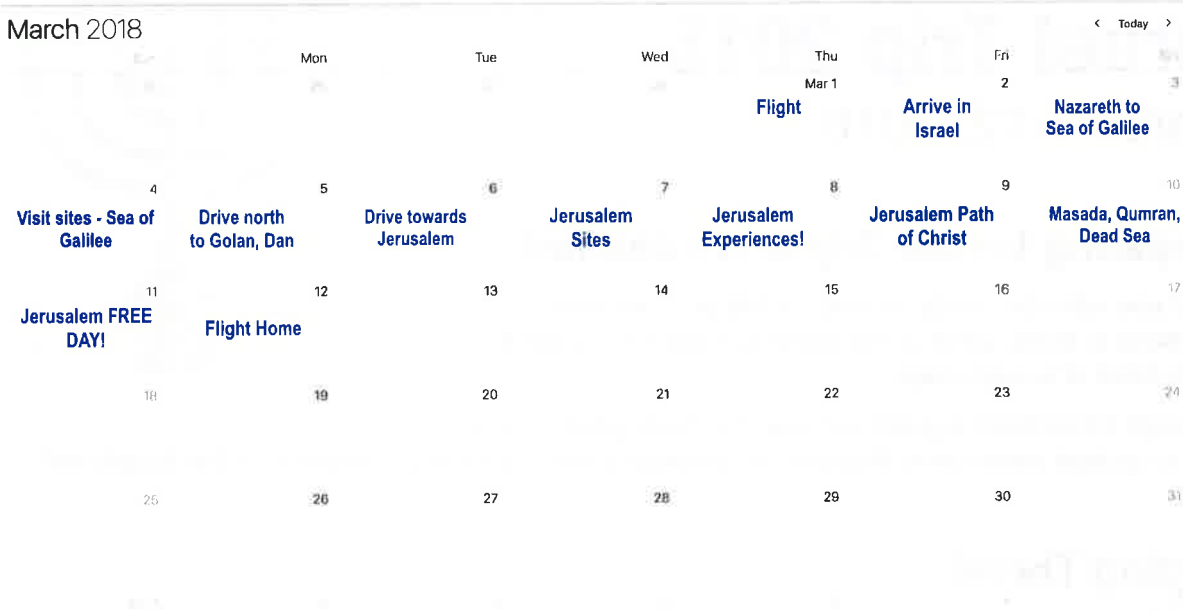 March 2018
< Today >
Mon Tue Wed Thu Fri
Mar 1 2 3
Flight Arrive in Nazareth to
Israel Sea of Galilee
4 5 6 7 8 9 10
Visit sites - Sea of Drive north Drive towards Jerusalem Jerusalem Jerusalem Path Masada, Qumran,
Galilee to Golan, Dan Jerusalem Sites Experiences! of Christ Dead Sea
11 12 13 14 15 16 17
Jerusalem FREE Flight Home
DAY!
18 19 20 21 22 23 24
25 26 27 28 29 30 31